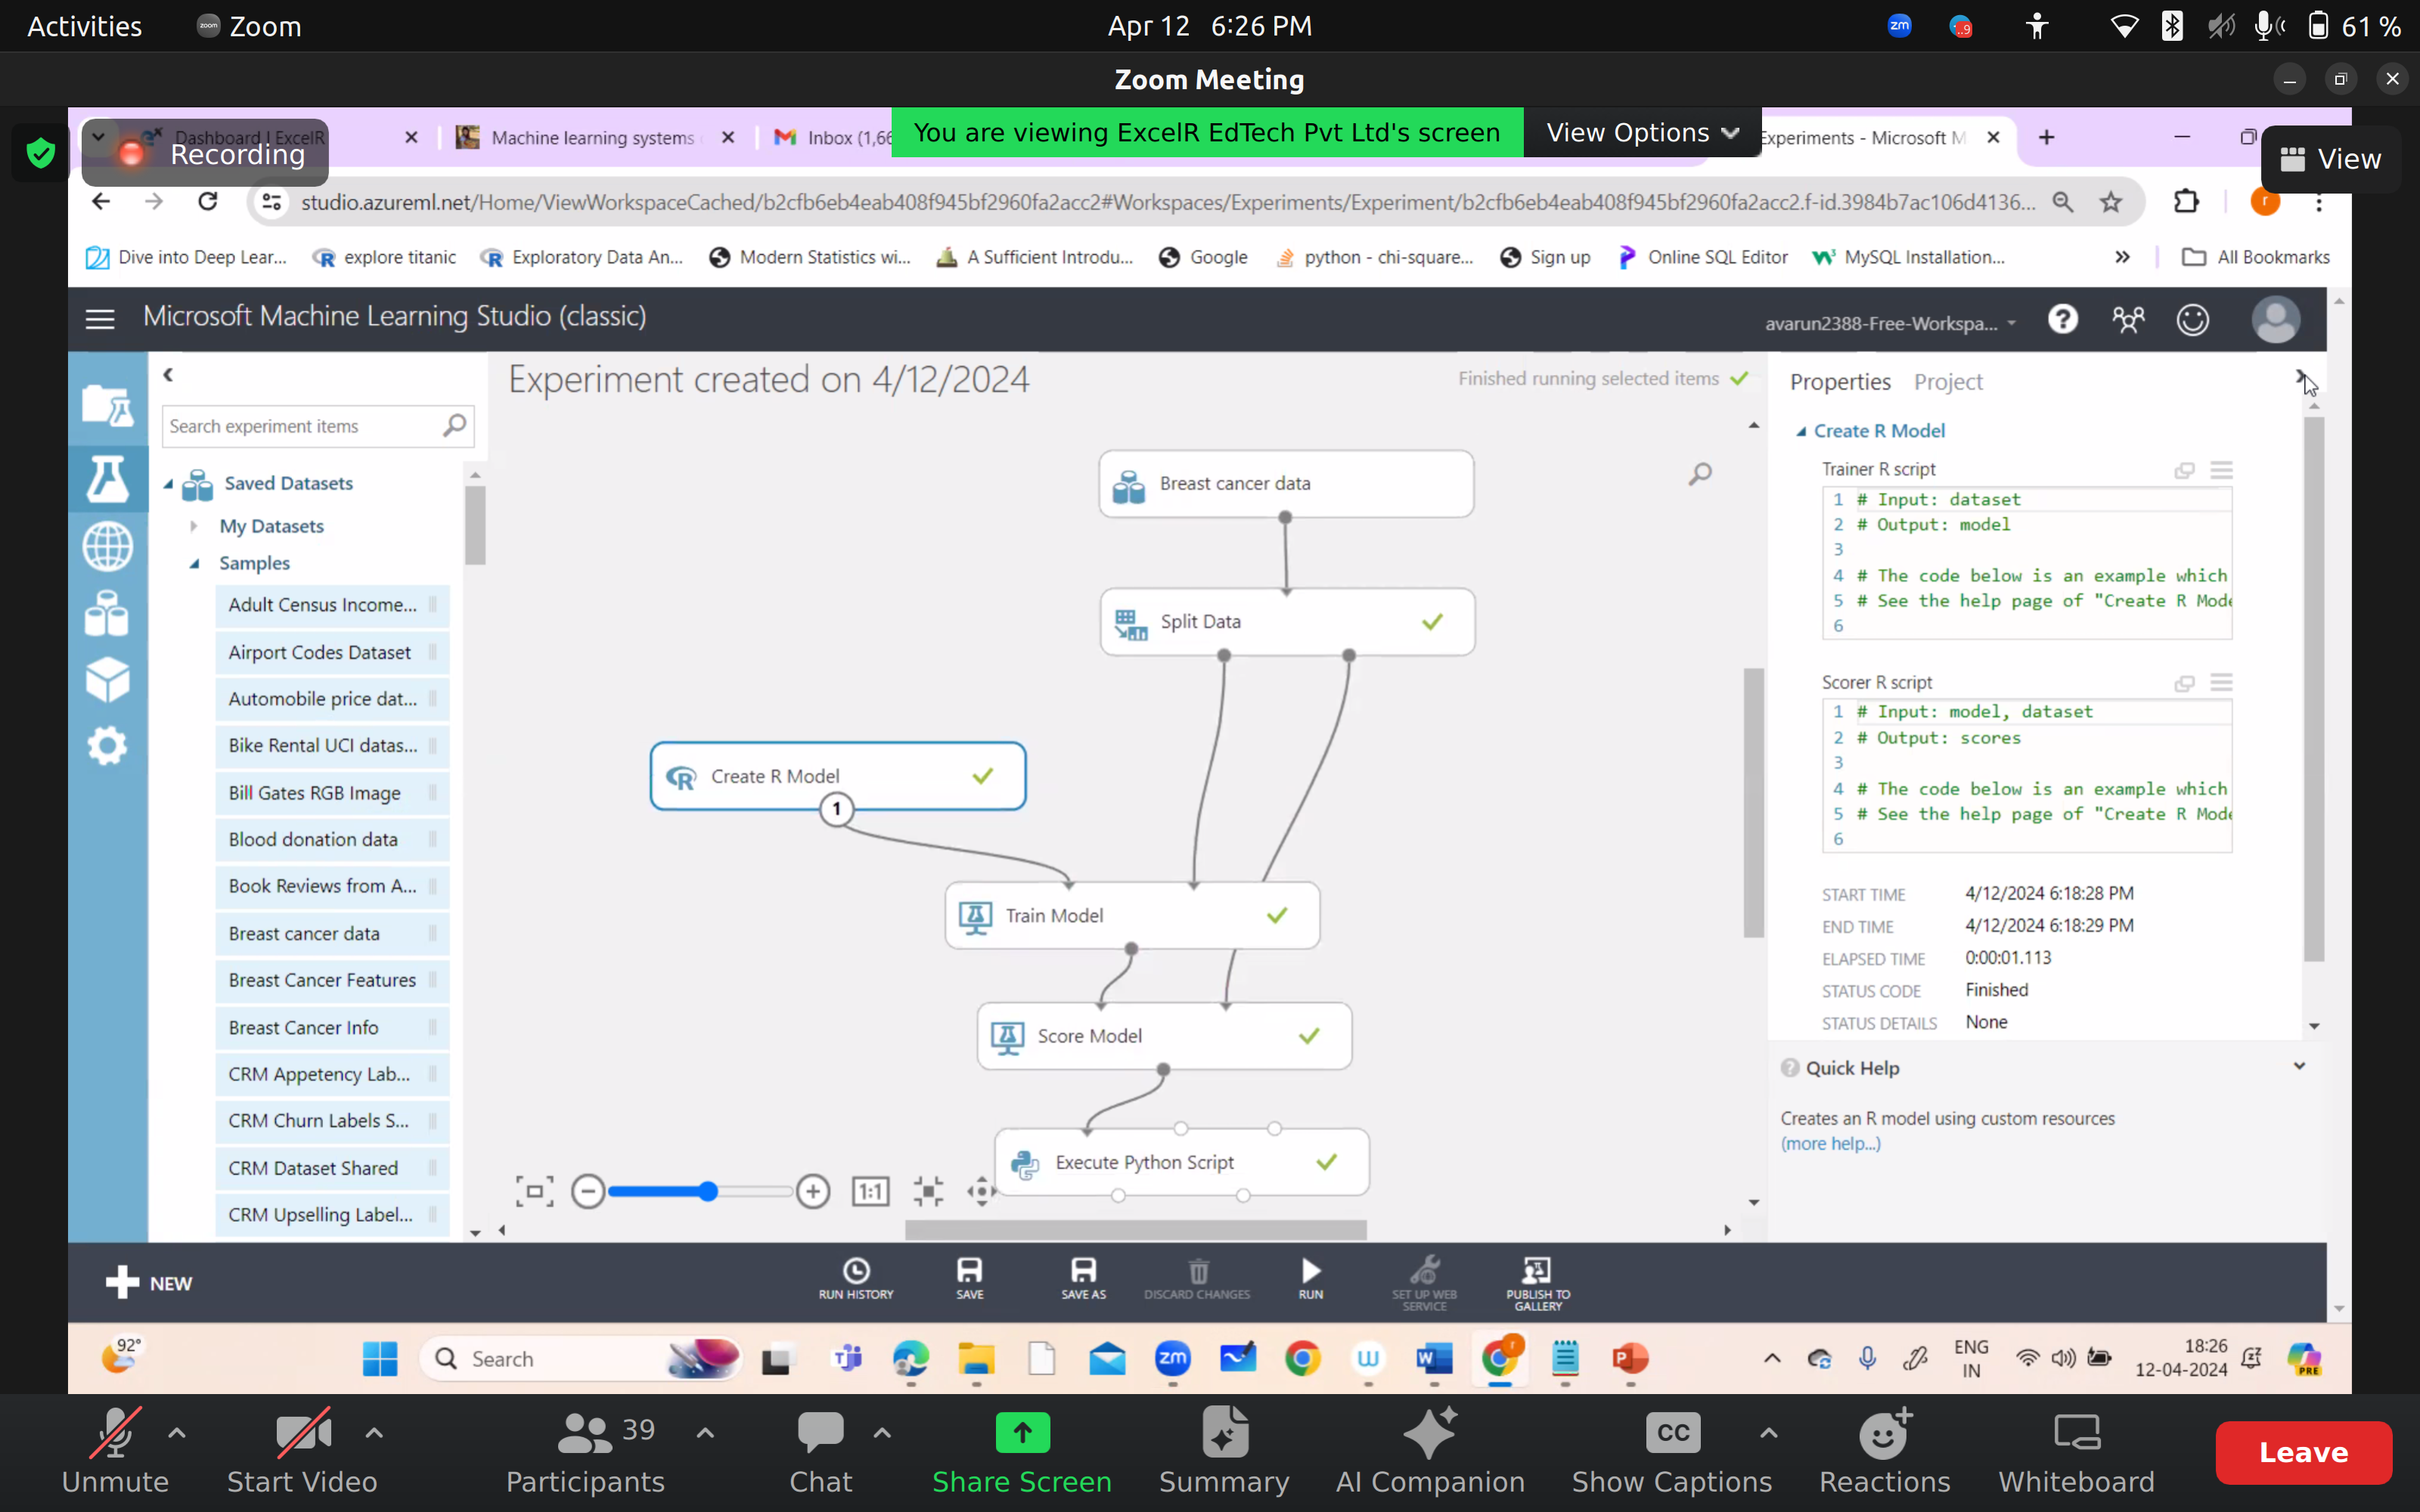 Activities
Zoom
Apr 12 6:26 PM
61 %
Zoom Meeting
Recording
Dashboard | ExcelR
Machine learning systems
Inbox (1,66
You are viewing ExcelR EdTech Pvt Ltd's screen
View Options
Experiments - Microsoft M
View
studio.azureml.net/Home/ViewWorkspaceCached/b2cfb6eb4eab408f945bf2960fa2acc2#Workspaces/Experiments/Experiment/b2cfb6eb4eab408f945bf2960fa2acc2.f-id.3984b7ac106d4136...
Dive into Deep Lear...
explore titanic
Exploratory Data An...
Modern Statistics wi...
A Sufficient Introdu...
Google
python - chi-square...
Sign up
Online SQL Editor
MySQL Installation...
All Bookmarks
Microsoft Machine Learning Studio (classic)
avarun2388-Free-Workspa...
Search experiment items
Saved Datasets
My Datasets
Samples
Adult Census Income...
Airport Codes Dataset
Automobile price dat...
Bike Rental UCI datas...
Bill Gates RGB Image
Blood donation data
Book Reviews from A...
Breast cancer data
Breast Cancer Features
Breast Cancer Info
CRM Appetency Lab...
CRM Churn Labels S...
CRM Dataset Shared
CRM Upselling Label...
Experiment created on 4/12/2024
Finished running selected items
Breast cancer data
Split Data
Create R Model
1
Train Model
Score Model
Execute Python Script
1:1
Properties
Project
Create R Model
Trainer R script
1 # Input: dataset
2 # Output: model
3
4 # The code below is an example which
5 # See the help page of "Create R Mode
6
Scorer R script
1 # Input: model, dataset
2 # Output: scores
3
4 # The code below is an example which
5 # See the help page of "Create R Mode
6
START TIME 4/12/2024 6:18:28 PM
END TIME 4/12/2024 6:18:29 PM
ELAPSED TIME 0:00:01.113
STATUS CODE Finished
STATUS DETAILS None
Quick Help
Creates an R model using custom resources
(more help...)
NEW
RUN HISTORY
SAVE
SAVE AS
DISCARD CHANGES
RUN
SET UP WEB
SERVICE
PUBLISH TO
GALLERY
92°
Search
zm
ENG
IN
18:26
12-04-2024
PRE
Unmute
Start Video
39
Participants
Chat
Share Screen
Summary
AI Companion
CC
Show Captions
Reactions
Whiteboard
Leave